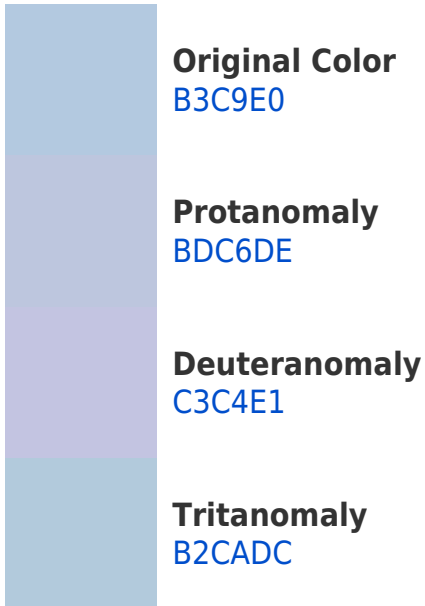 Original Color
B3C9E0
Protanomaly
BDC6DE
Deuteranomaly
C3C4E1
Tritanomaly
B2CADC